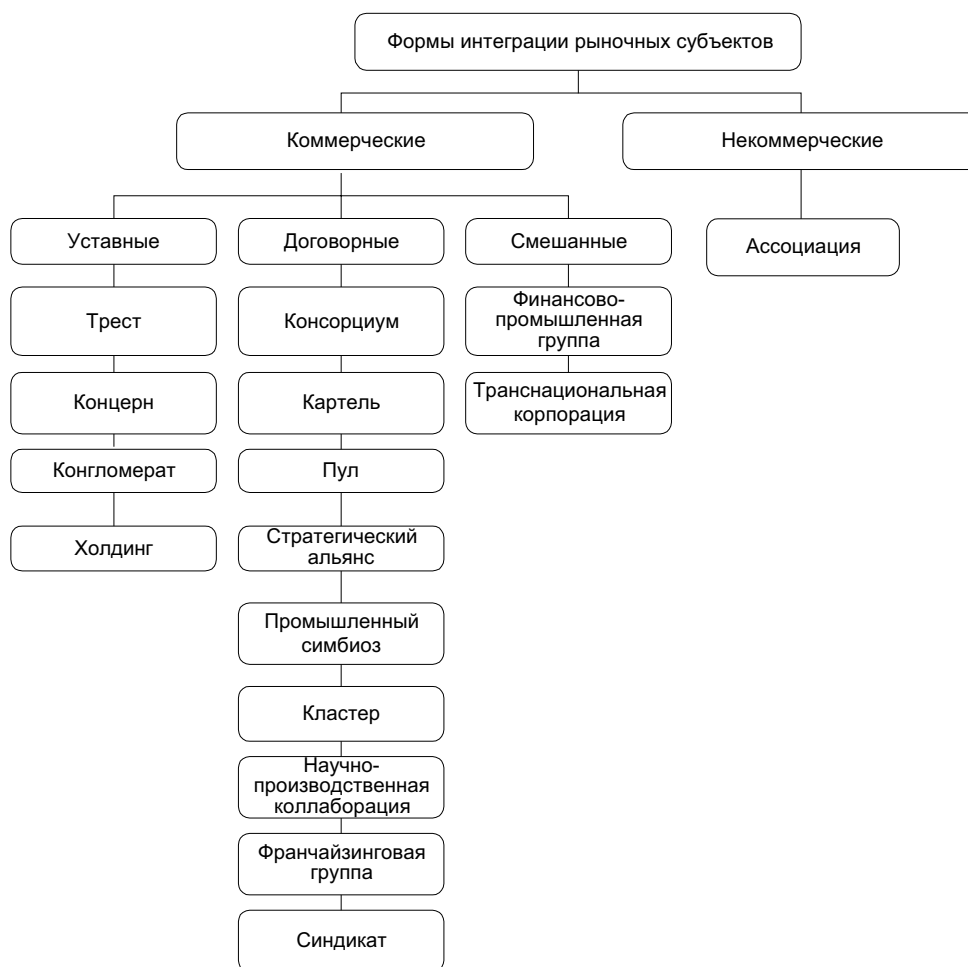 Формы интеграции рыночных субъектов
Коммерческие
Некоммерческие
Уставные
Договорные
Смешанные
Ассоциация
Трест
Консорциум
Финансово-
промышленная
группа
Концерн
Картель
Транснациональная
корпорация
Конгломерат
Пул
Холдинг
Стратегический
альянс
Промышленный
симбиоз
Кластер
Научно-
производственная
коллаборация
Франчайзинговая
группа
Синдикат